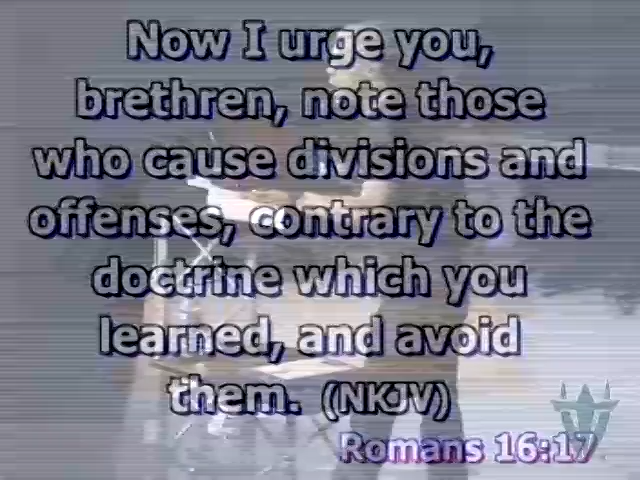 Now I urge you,
brethren, note those
who cause divisions and
offenses, contrary to the
doctrine which you
learned, and avoid
them. (NKJV)
Romans 16:17